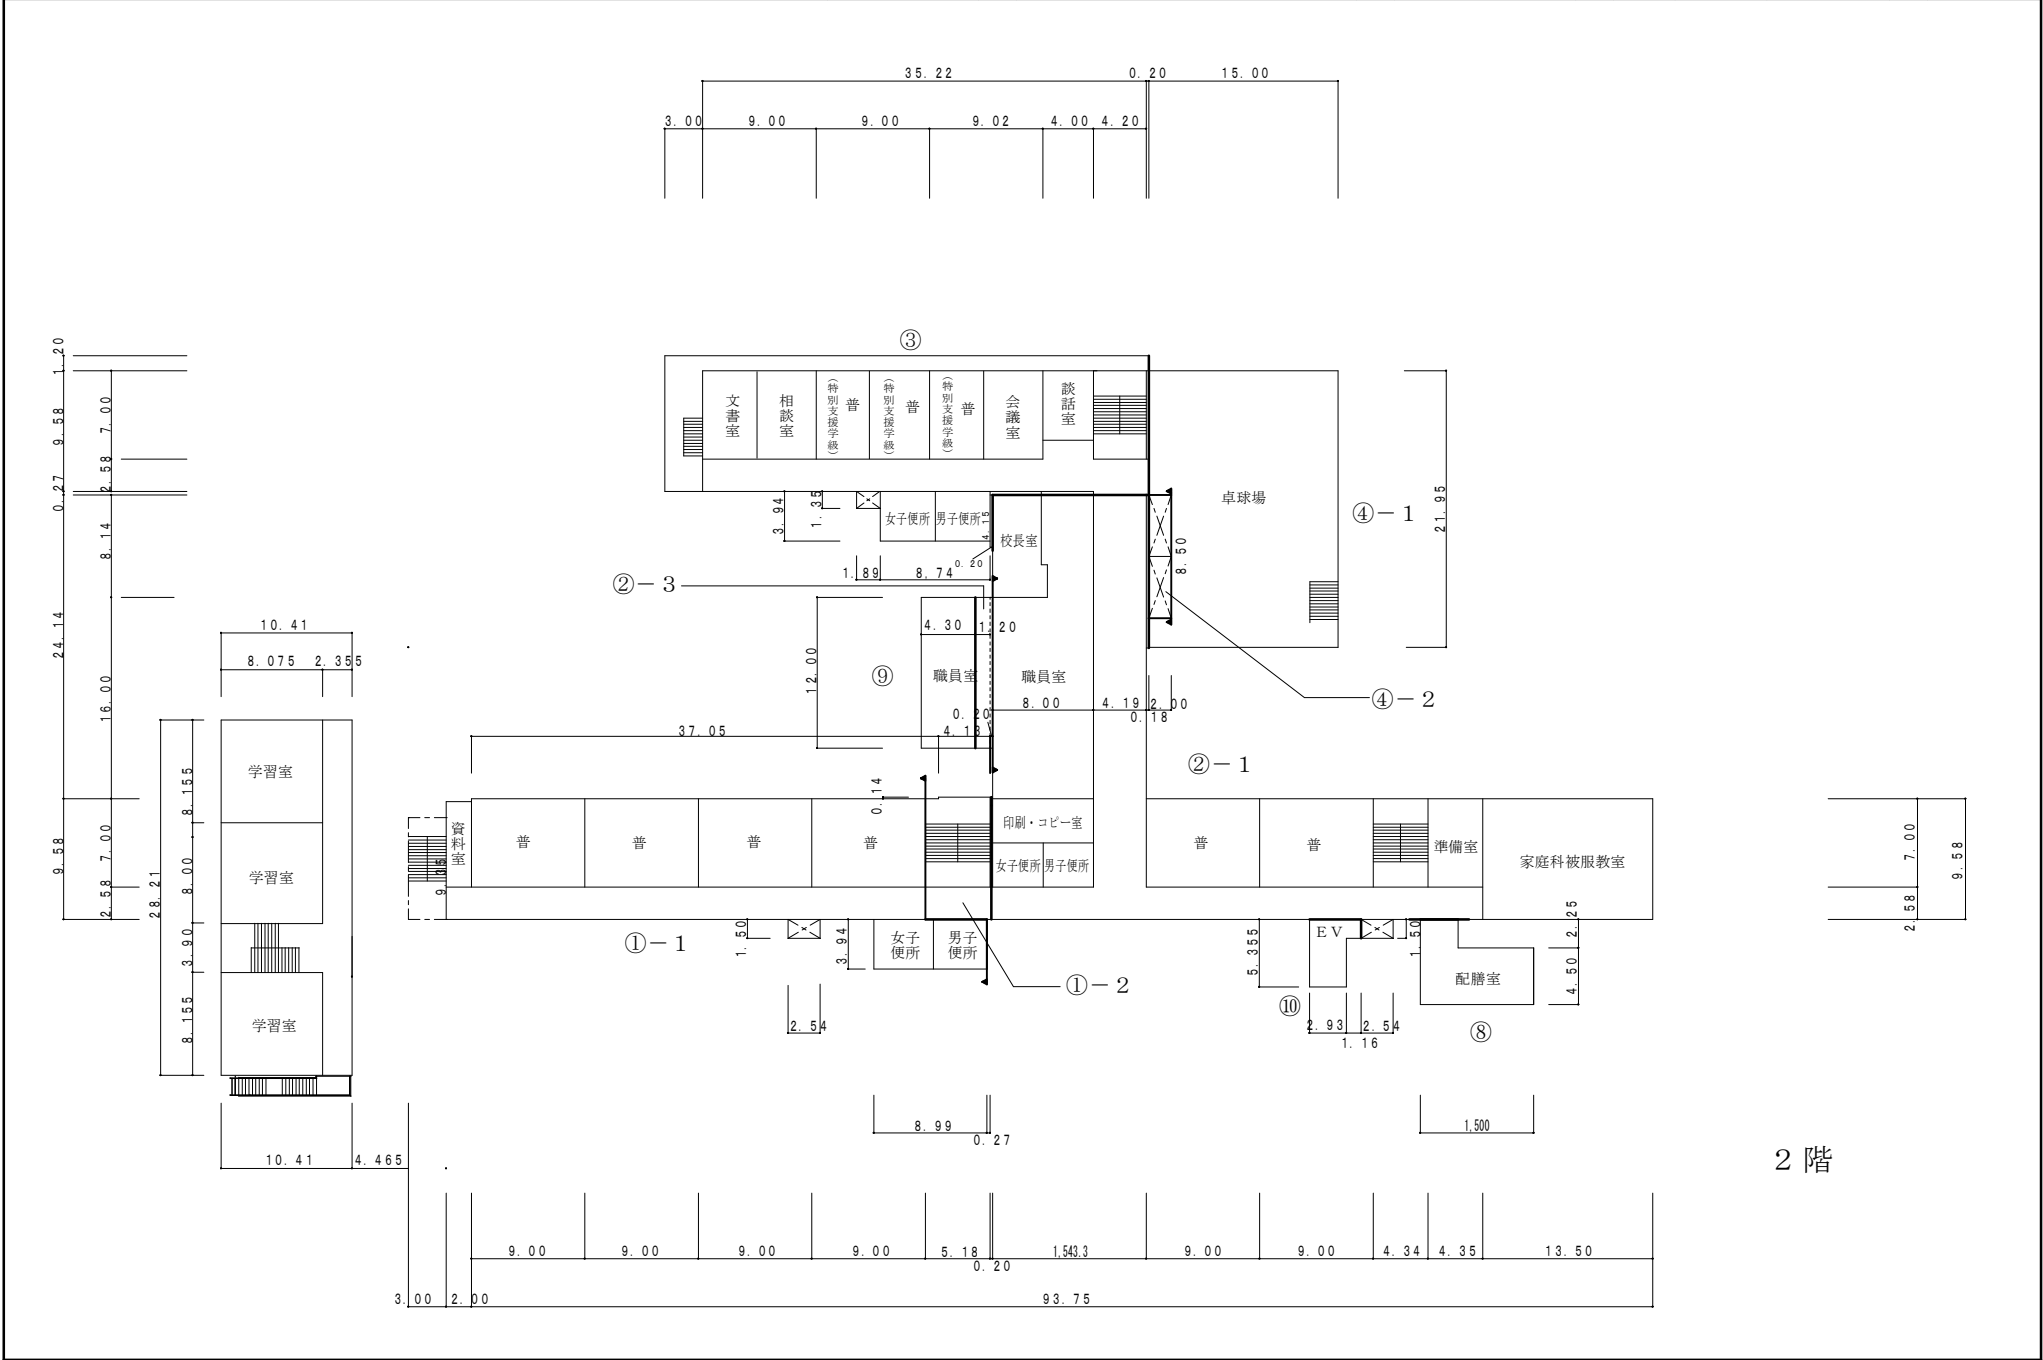 35.22
0.20
15.00
3.00
9.00
9.00
9.02
4.00
4.20
③
1.20
9.58
0.27
24.14
9.58
7.00
2.58
8.14
16.00
7.00
2.58
文書室
相談室
普
(特別支援学級)
普
(特別支援学級)
普
(特別支援学級)
会議室
談話室
卓球場
④－1
21.95
3.94
1.35
女子便所
男子便所
4.15
校長室
0.20
8.50
1.89
8.74
②－3
4.30
1.20
12.00
⑨
職員室
職員室
8.00
4.19
2.00
0.18
④－2
0.20
4.13
37.05
②－1
10.41
8.075
2.355
学習室
学習室
学習室
8.155
8.00
3.90
8.155
28.21
10.41
4.465
0.14
資料室
9.35
普
普
普
普
印刷・コピー室
女子便所
男子便所
普
普
準備室
家庭科被服教室
7.00
2.58
9.58
①－1
1.50
3.94
女子便所
男子便所
①－2
2.54
EV
5.355
⑩
2.93
2.54
1.16
1.50
配膳室
2.25
4.50
⑧
8.99
0.27
1,500
2階
9.00
9.00
9.00
9.00
5.18
0.20
1,543.3
9.00
9.00
4.34
4.35
13.50
3.00
2.00
93.75